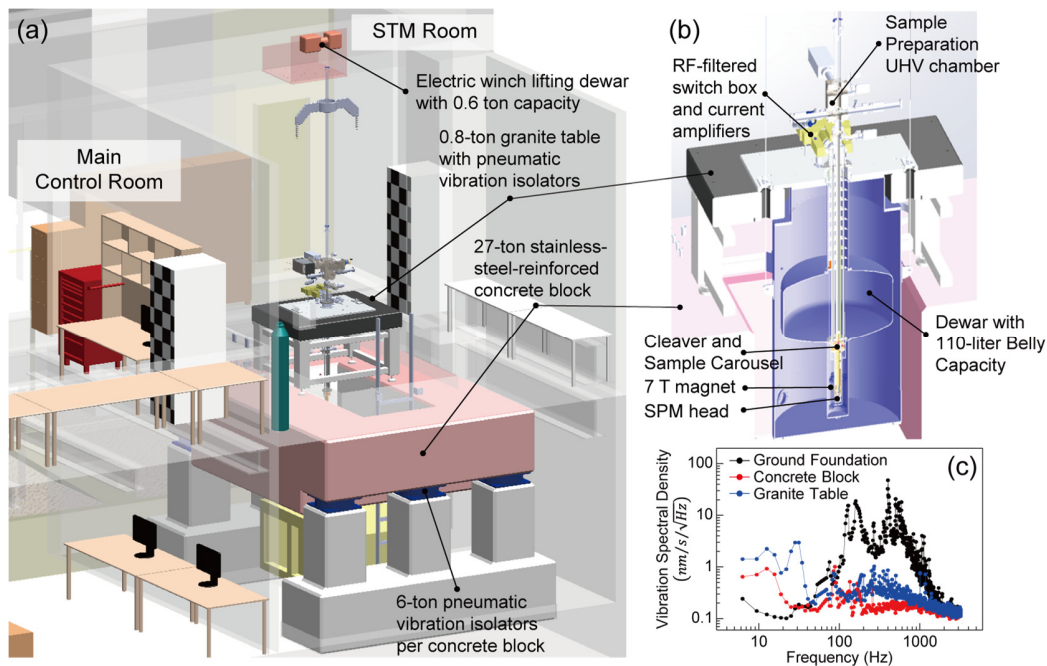 (a)
STM Room
Electric winch lifting dewar
with 0.6 ton capacity
0.8-ton granite table
with pneumatic
vibration isolators
Main
Control Room
27-ton stainless-
steel-reinforced
concrete block
6-ton pneumatic
vibration isolators
per concrete block
(b)
Sample
Preparation
UHV chamber
RF-filtered
switch box
and current
amplifiers
Cleaver and
Sample Carousel
7 T magnet
SPM head
Dewar with
110-liter Belly
Capacity
(c)
Ground Foundation
Concrete Block
Granite Table
Vibration Spectral Density
(nm/s/√Hz)
100
10
1
0.1
10
100
1000
Frequency (Hz)